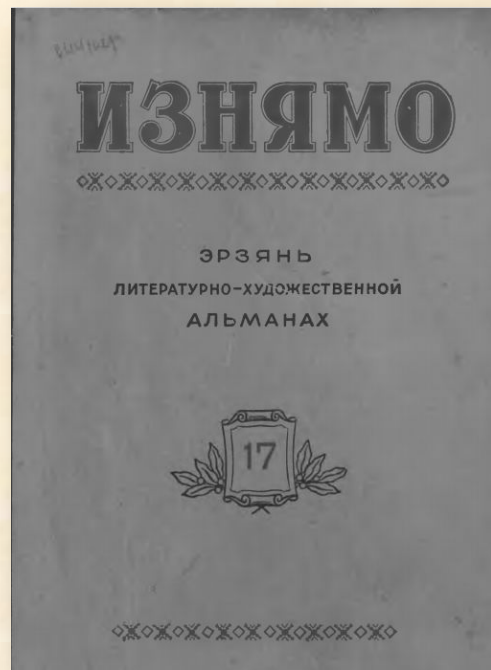 ИЗНЯМО
ЭРЗЯНЬ
ЛИТЕРАТУРНО-ХУДОЖЕСТВЕННОЙ
АЛЬМАНАХ
17